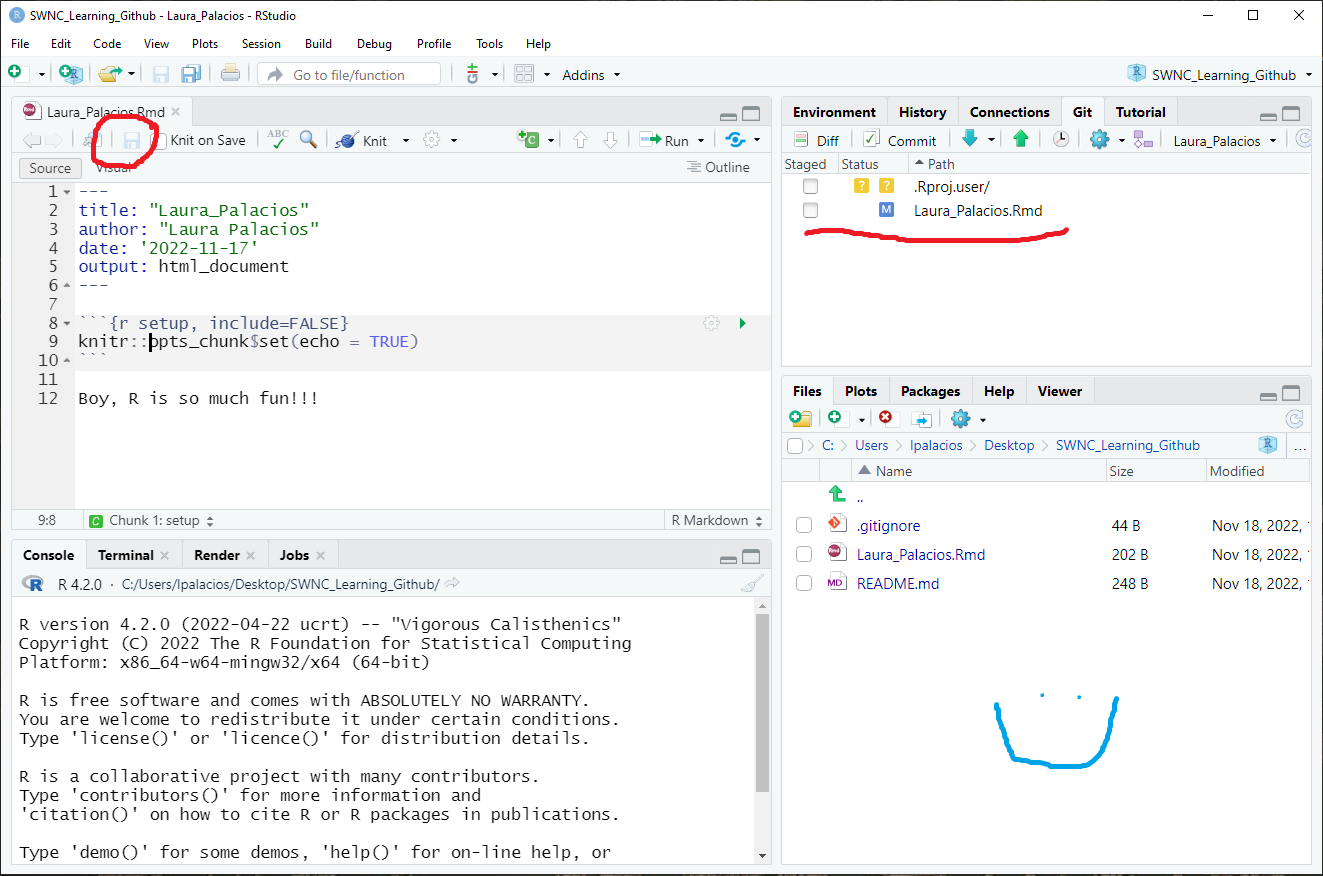 SWNC_Learning_Github - Laura_Palacios - RStudio
File Edit Code View Plots Session Build Debug Profile Tools Help
Go to file/function Addins SWNC_Learning_Github
Laura_Palacios.Rmd
Knit on Save ABC Knit Run
Source Visual Outline
1 ---
2 title: "Laura_Palacios"
3 author: "Laura Palacios"
4 date: '2022-11-17'
5 output: html_document
6 ---
7
8 ```{r setup, include=FALSE}
9 knitr::opts_chunk$set(echo = TRUE)
10 ```
11
12 Boy, R is so much fun!!!
9:8 Chunk 1: setup R Markdown
Console Terminal Render Jobs
R 4.2.0 · C:/Users/lpalacios/Desktop/SWNC_Learning_Github/
R version 4.2.0 (2022-04-22 ucrt) -- "Vigorous Calisthenics"
Copyright (C) 2022 The R Foundation for Statistical Computing
Platform: x86_64-w64-mingw32/x64 (64-bit)
R is free software and comes with ABSOLUTELY NO WARRANTY.
You are welcome to redistribute it under certain conditions.
Type 'license()' or 'licence()' for distribution details.
R is a collaborative project with many contributors.
Type 'contributors()' for more information and
'citation()' on how to cite R or R packages in publications.
Type 'demo()' for some demos, 'help()' for on-line help, or
Environment History Connections Git Tutorial
Diff Commit Laura_Palacios
Staged Status Path
? ? .Rproj.user/
M Laura_Palacios.Rmd
Files Plots Packages Help Viewer
C: Users lpalacios Desktop SWNC_Learning_Github ...
Name Size Modified
..
.gitignore 44 B Nov 18, 2022,
Laura_Palacios.Rmd 202 B Nov 18, 2022,
MD README.md 248 B Nov 18, 2022,